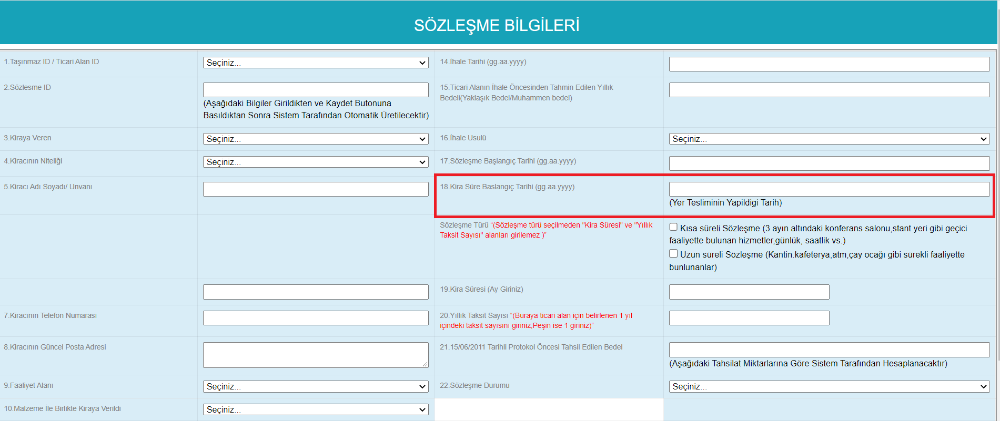 SÖZLEŞME BİLGİLERİ
1.Taşınmaz ID / Ticari Alan ID
Seçiniz...
14.İhale Tarihi (gg.aa.yyyy)
2.Sözlesme ID
(Aşağıdaki Bilgiler Girildikten ve Kaydet Butonuna
Basıldıktan Sonra Sistem Tarafından Otomatik Üretilecektir)
15.Ticari Alanın İhale Öncesinden Tahmin Edilen Yıllık
Bedeli(Yaklaşık Bedel/Muhammen bedel)
3.Kiraya Veren
Seçiniz...
16.İhale Usulü
Seçiniz...
4.Kiracının Niteliği
Seçiniz...
17.Sözleşme Başlangıç Tarihi (gg.aa.yyyy)
5.Kiracı Adı Soyadı/ Unvanı
18.Kira Süre Baslangıç Tarihi (gg.aa.yyyy)
(Yer Tesliminin Yapildigi Tarih)
Sözleşme Türü “(Sözleşme türü seçilmeden "Kira Süresi" ve "Yıllık
Taksit Sayısı" alanları girilemez )”
Kısa süreli Sözleşme (3 ayın altındaki konferans salonu,stant yeri gibi geçici
faaliyette bulunan hizmetler,günlük, saatlik vs.)
Uzun süreli Sözleşme (Kantin.kafeterya,atm,çay ocağı gibi sürekli faaliyette
bunlunanlar)
19.Kira Süresi (Ay Giriniz)
7.Kiracının Telefon Numarası
20.Yıllık Taksit Sayısı “(Buraya ticari alan için belirlenen 1 yıl
içindeki taksit sayısını giriniz,Peşin ise 1 giriniz)”
8.Kiracının Güncel Posta Adresi
21.15/06/2011 Tarihli Protokol Öncesi Tahsil Edilen Bedel
(Aşağıdaki Tahsilat Miktarlarına Göre Sistem Tarafından Hesaplanacaktır)
9.Faaliyet Alanı
Seçiniz...
22.Sözleşme Durumu
Seçiniz...
10.Malzeme İle Birlikte Kiraya Verildi
Seçiniz...